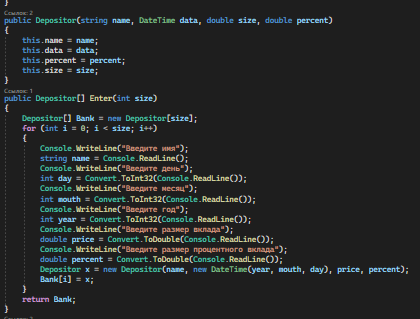 }
Ссылок: 2
public Depositor(string name, DateTime data, double size, double percent)
{
this.name = name;
this.data = data;
this.percent = percent;
this.size = size;
}
Ссылок: 1
public Depositor[] Enter(int size)
{
Depositor[] Bank = new Depositor[size];
for (int i = 0; i < size; i++)
{
Console.WriteLine("Введите имя");
string name = Console.ReadLine();
Console.WriteLine("Введите день");
int day = Convert.ToInt32(Console.ReadLine());
Console.WriteLine("Введите месяц");
int mouth = Convert.ToInt32(Console.ReadLine());
Console.WriteLine("Введите год");
int year = Convert.ToInt32(Console.ReadLine());
Console.WriteLine("Введите размер вклада");
double price = Convert.ToDouble(Console.ReadLine());
Console.WriteLine("Введите размер процентного вклада");
double percent = Convert.ToDouble(Console.ReadLine());
Depositor x = new Depositor(name, new DateTime(year, mouth, day), price, percent);
Bank[i] = x;
}
return Bank;
}